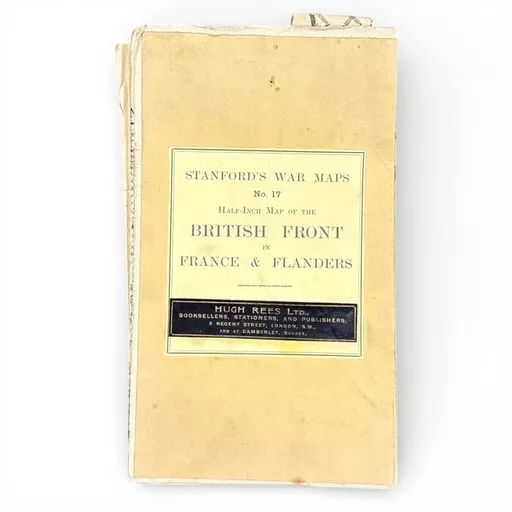 STANFORD'S WAR MAPS
No. 17
HALF-INCH MAP OF THE
BRITISH FRONT
IN
FRANCE & FLANDERS
HUGH REES LTD.,
BOOKSELLERS, STATIONERS, AND PUBLISHERS,
5 REGENT STREET, LONDON, S.W.
AND AT CAMBERLEY, SURREY.